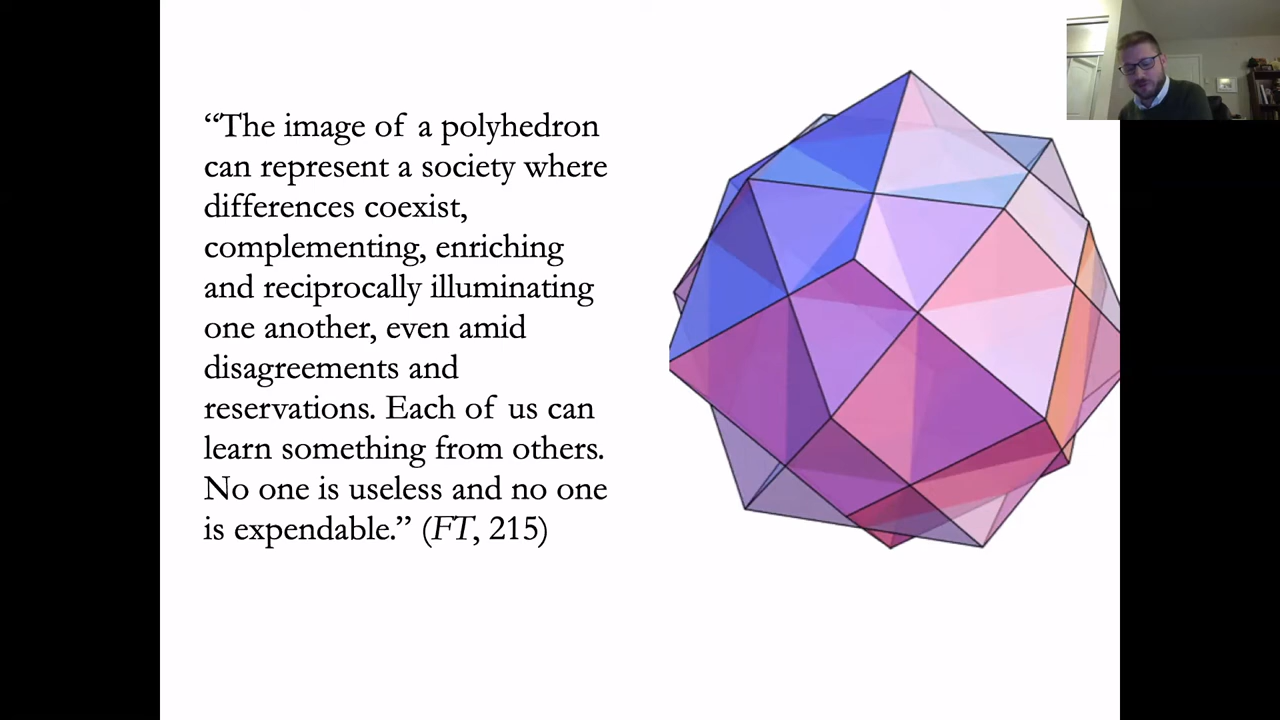 “The image of a polyhedron
can represent a society where
differences coexist,
complementing, enriching
and reciprocally illuminating
one another, even amid
disagreements and
reservations. Each of us can
learn something from others.
No one is useless and no one
is expendable.” (FT, 215)